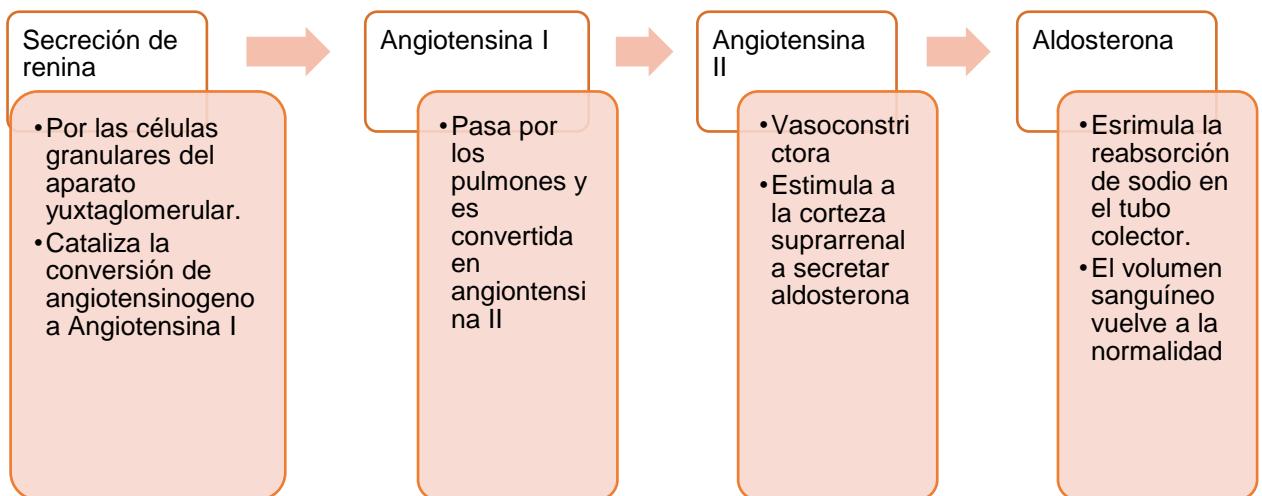 Secreción de
renina
•Por las células
granulares del
aparato
yuxtaglomerular.
•Cataliza la
conversión de
angiotensinogeno
a Angiotensina I
Angiotensina I
•Pasa por
los
pulmones y
es
convertida
en
angiontensi
na II
Angiotensina
II
•Vasoconstri
ctora
•Estimula a
la corteza
suprarrenal
a secretar
aldosterona
Aldosterona
•Esrimula la
reabsorción
de sodio en
el tubo
colector.
•El volumen
sanguíneo
vuelve a la
normalidad